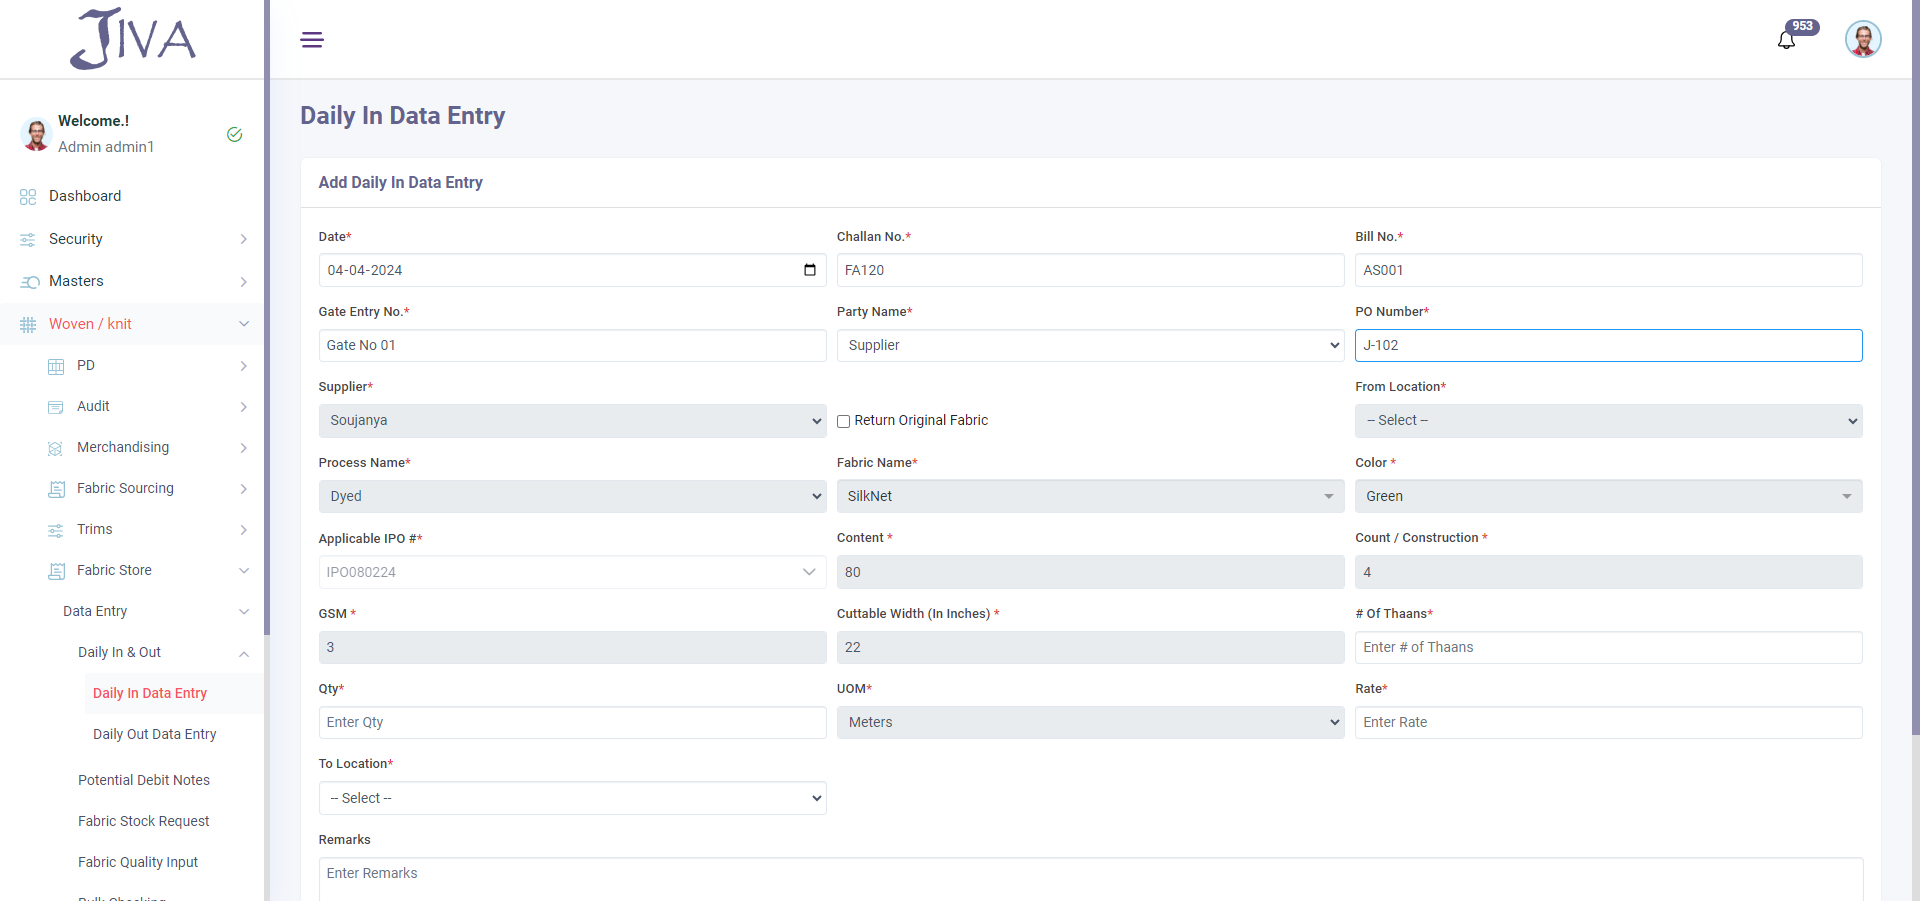 JIVA
953
Welcome.!
Admin admin1
Dashboard
Security
Masters
Woven / knit
PD
Audit
Merchandising
Fabric Sourcing
Trims
Fabric Store
Data Entry
Daily In & Out
Daily In Data Entry
Daily Out Data Entry
Potential Debit Notes
Fabric Stock Request
Fabric Quality Input
Daily In Data Entry
Add Daily In Data Entry
Date*
Challan No.*
Bill No.*
04-04-2024
FA120
AS001
Gate Entry No.*
Party Name*
PO Number*
Gate No 01
Supplier
J-102
Supplier*
From Location*
Soujanya
Return Original Fabric
-- Select --
Process Name*
Fabric Name*
Color *
Dyed
SilkNet
Green
Applicable IPO #*
Content *
Count / Construction *
IPO080224
80
4
GSM *
Cuttable Width (In Inches) *
# Of Thaans*
3
22
Enter # of Thaans
Qty*
UOM*
Rate*
Enter Qty
Meters
Enter Rate
To Location*
-- Select --
Remarks
Enter Remarks